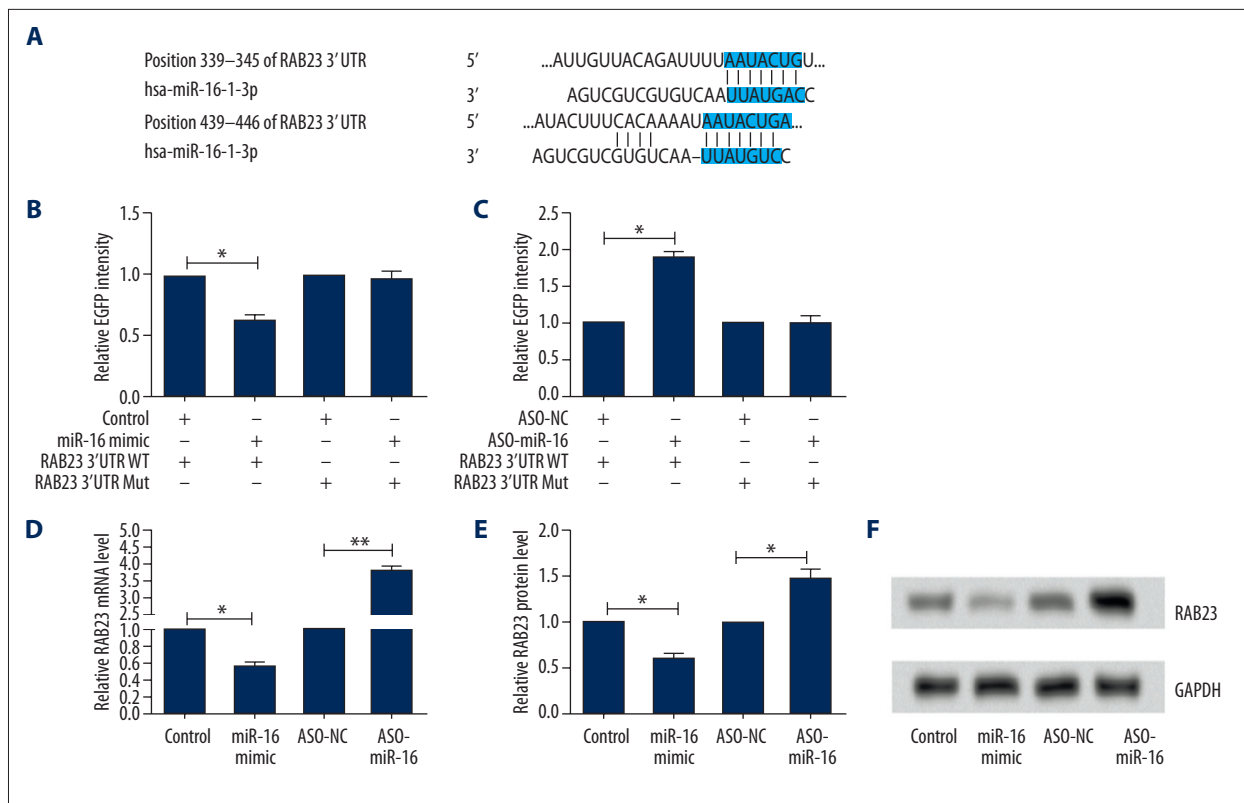 A
Position 339–345 of RAB23 3’UTR 5’ ...AUUGUUACAGAUUUUAAUACUGU...
hsa-miR-16-1-3p 3’ AGUCGUCGUGUCAAUUAUGACC
Position 439–446 of RAB23 3’UTR 5’ ...AUACUUUCACAAAAUAAUACUGA...
hsa-miR-16-1-3p 3’ AGUCGUCGUGUCAA–UUAUGUCC
B
Relative EGFP intensity
1.5
1.0
0.5
0.0
*
Control + – + –
miR-16 mimic – + – +
RAB23 3’UTR WT + + – –
RAB23 3’UTR Mut – – + +
C
Relative EGFP intensity
2.5
2.0
1.5
1.0
0.5
0.0
*
ASO-NC + – + –
ASO-miR-16 – + – +
RAB23 3’UTR WT + + – –
RAB23 3’UTR Mut – – + +
D
Relative RAB23 mRNA level
5.0
4.5
4.0
3.5
3.0
2.5
2.0
1.0
0.8
0.6
0.4
0.2
0.0
*
**
Control miR-16 ASO-NC ASO-
mimic miR-16
E
Relative RAB23 protein level
2.0
1.5
1.0
0.5
0.0
*
*
Control miR-16 ASO-NC ASO-
mimic miR-16
F
RAB23
GAPDH
Control miR-16 ASO-NC ASO-
mimic miR-16